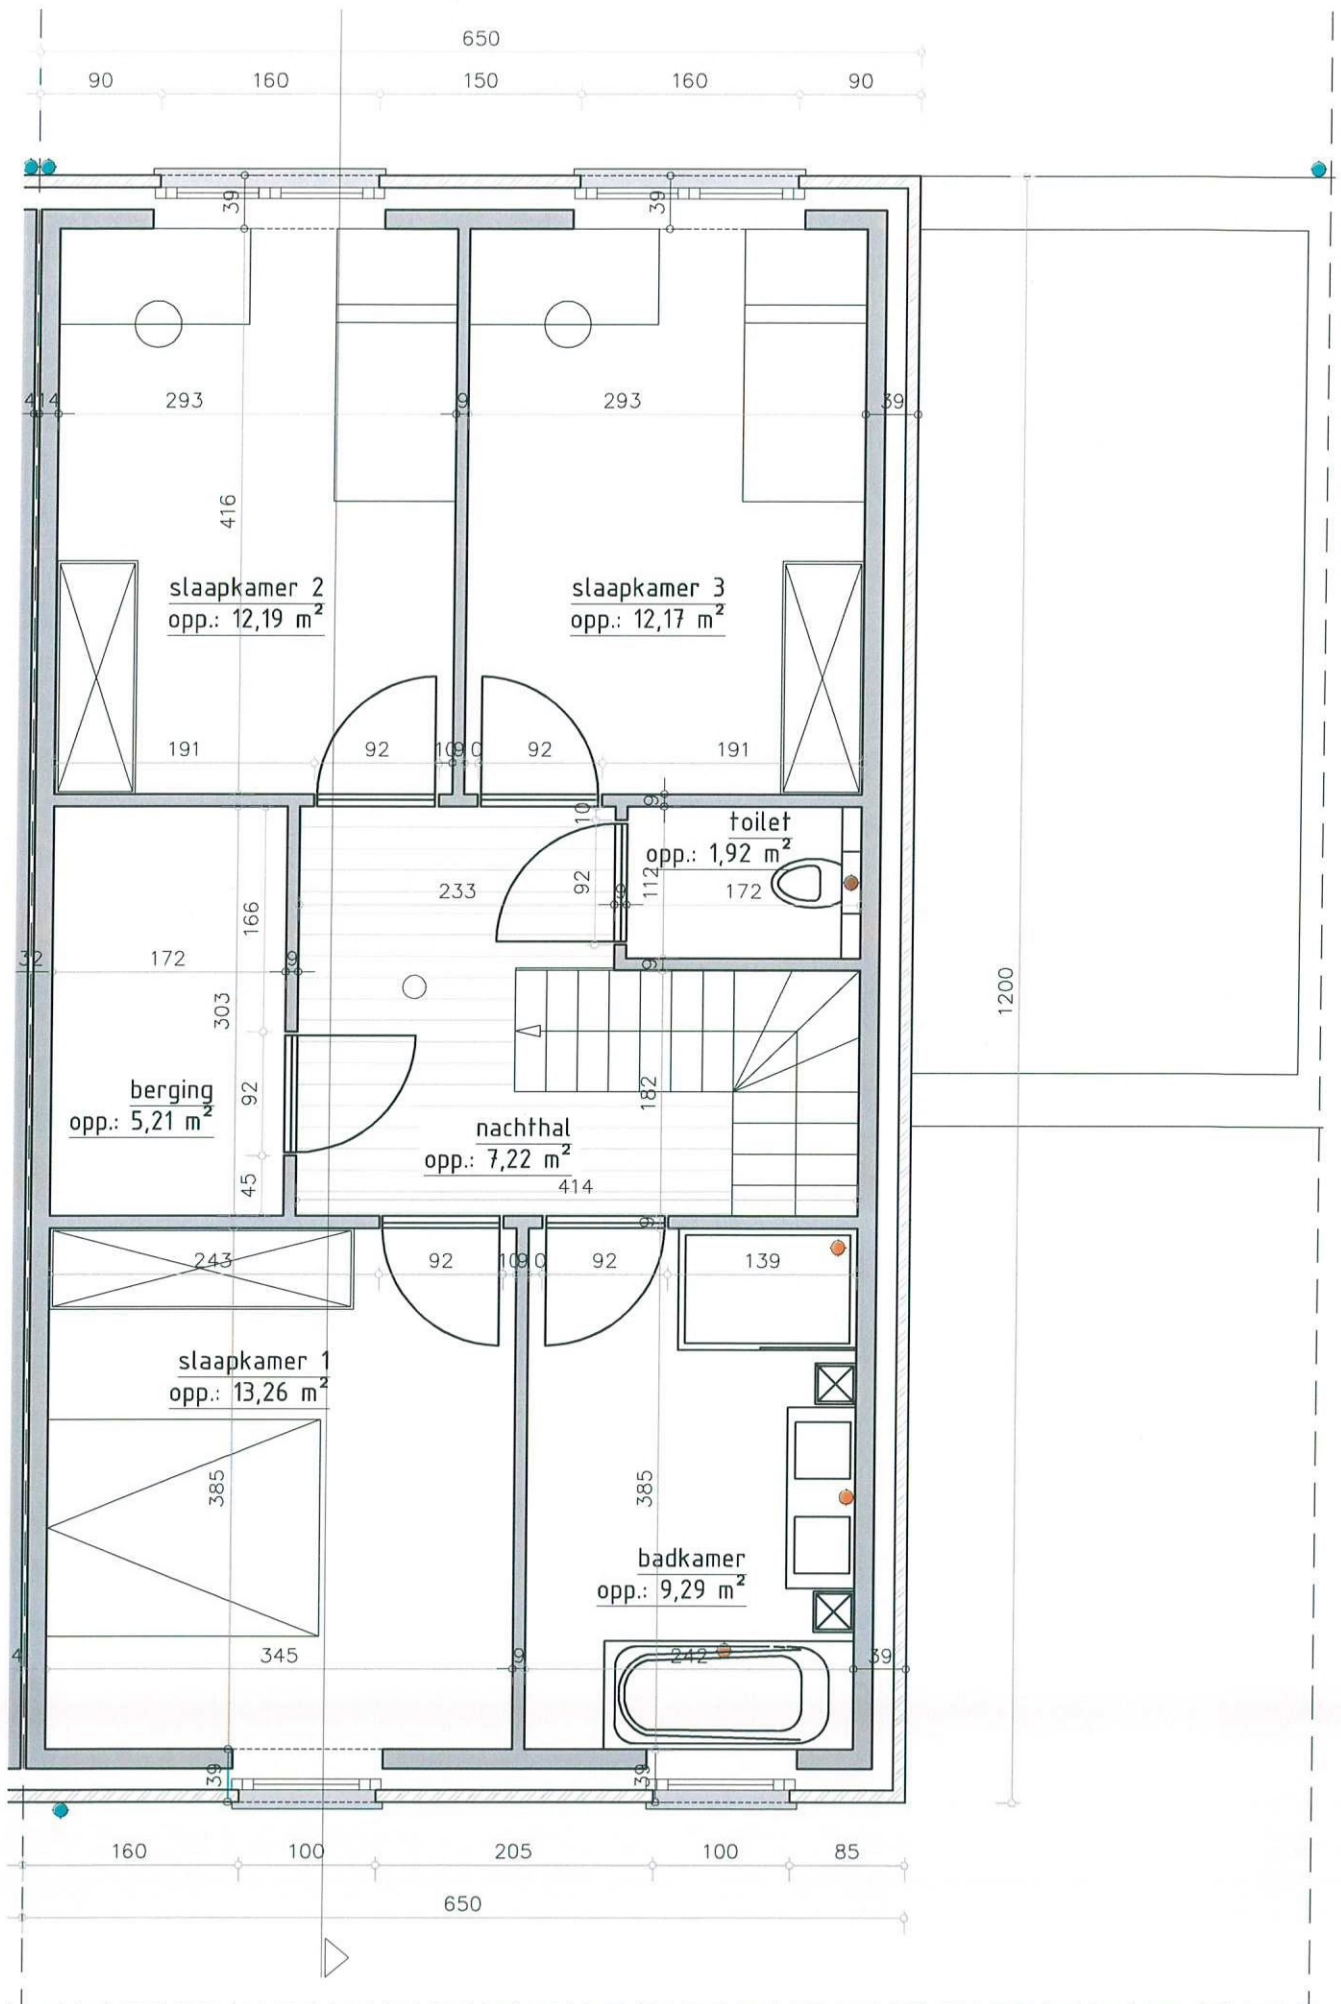 650
90 160 150 160 90
39 39
4 14 293 9 293 39
416
slaapkamer 2
opp.: 12,19 m²
slaapkamer 3
opp.: 12,17 m²
191 92 10 9 10 92 191
9
10
toilet
opp.: 1,92 m²
233 92 9 112 172
166
32 172 9
9
303
1200
92
182
berging
opp.: 5,21 m²
nachthal
opp.: 7,22 m²
45
414
9
243 92 10 9 10 92 139
slaapkamer 1
opp.: 13,26 m²
385 385
badkamer
opp.: 9,29 m²
4 345 9 242 39
39 39
160 100 205 100 85
650